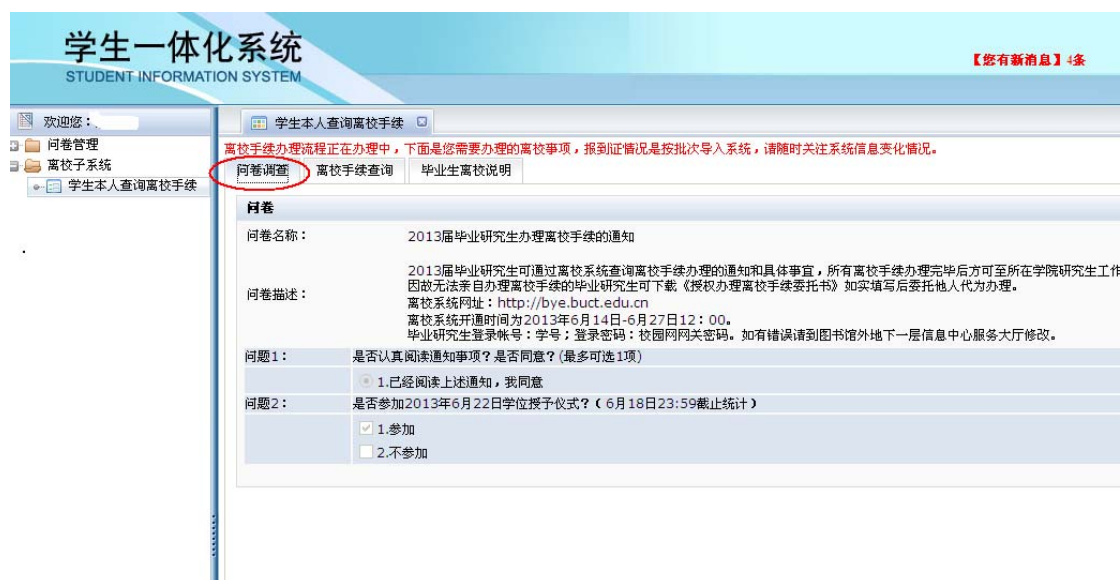 学生一体化系统
STUDENT INFORMATION SYSTEM
【您有新消息】4条
欢迎您：
学生本人查询离校手续
问卷管理
离校子系统
学生本人查询离校手续
离校手续办理流程正在办理中，下面是您需要办理的离校事项，报到证情况是按批次导入系统，请随时关注系统信息变化情况。
问卷调查 离校手续查询 毕业生离校说明
问卷
问卷名称： 2013届毕业研究生办理离校手续的通知
问卷描述：
2013届毕业研究生可通过离校系统查询离校手续办理的通知和具体事宜，所有离校手续办理完毕后方可至所在学院研究生工作
因故无法亲自办理离校手续的毕业研究生可下载《授权办理离校手续委托书》如实填写后委托他人代为办理。
离校系统网址：http://bye.buct.edu.cn
离校系统开通时间为2013年6月14日-6月27日12：00。
毕业研究生登录帐号：学号；登录密码：校园网网关密码。如有错误请到图书馆外地下一层信息中心服务大厅修改。
问题1： 是否认真阅读通知事项？是否同意？(最多可选1项)
1.已经阅读上述通知，我同意
问题2： 是否参加2013年6月22日学位授予仪式？（6月18日23:59截止统计）
1.参加
2.不参加